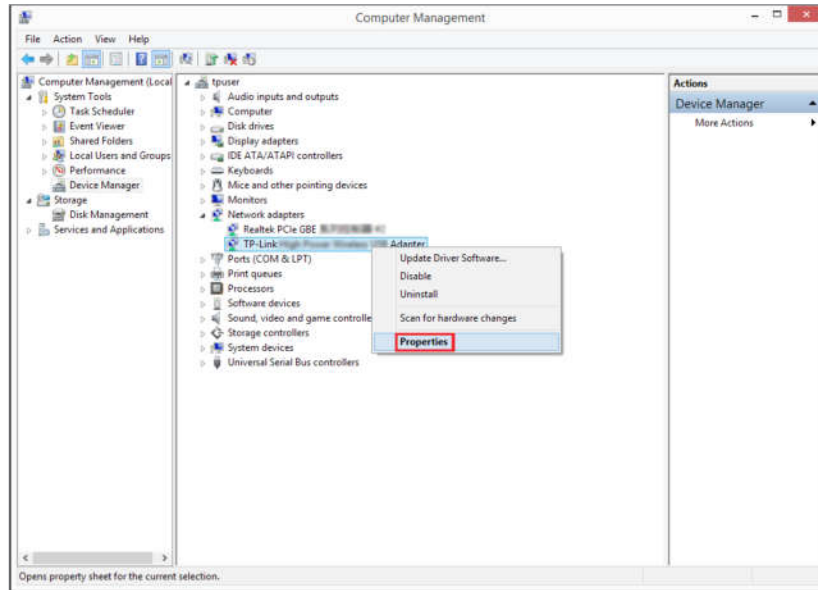 Computer Management
File Action View Help
Computer Management (Local
System Tools
Task Scheduler
Event Viewer
Shared Folders
Local Users and Groups
Performance
Device Manager
Storage
Disk Management
Services and Applications
tpuser
Audio inputs and outputs
Computer
Disk drives
Display adapters
IDE ATA/ATAPI controllers
Keyboards
Mice and other pointing devices
Monitors
Network adapters
Realtek PCIe GBE
TP-Link Adapter
Ports (COM & LPT)
Print queues
Processors
Software devices
Sound, video and game controlle
Storage controllers
System devices
Universal Serial Bus controllers
Update Driver Software...
Disable
Uninstall
Scan for hardware changes
Properties
Actions
Device Manager
More Actions
Opens property sheet for the current selection.